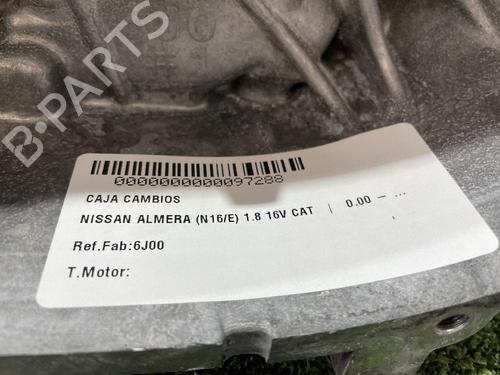 B-PARTS
0000000000097288
CAJA CAMBIOS
NISSAN ALMERA (N16/E) 1.8 16V CAT | 0.00 – ...
Ref.Fab:6J00
T.Motor: